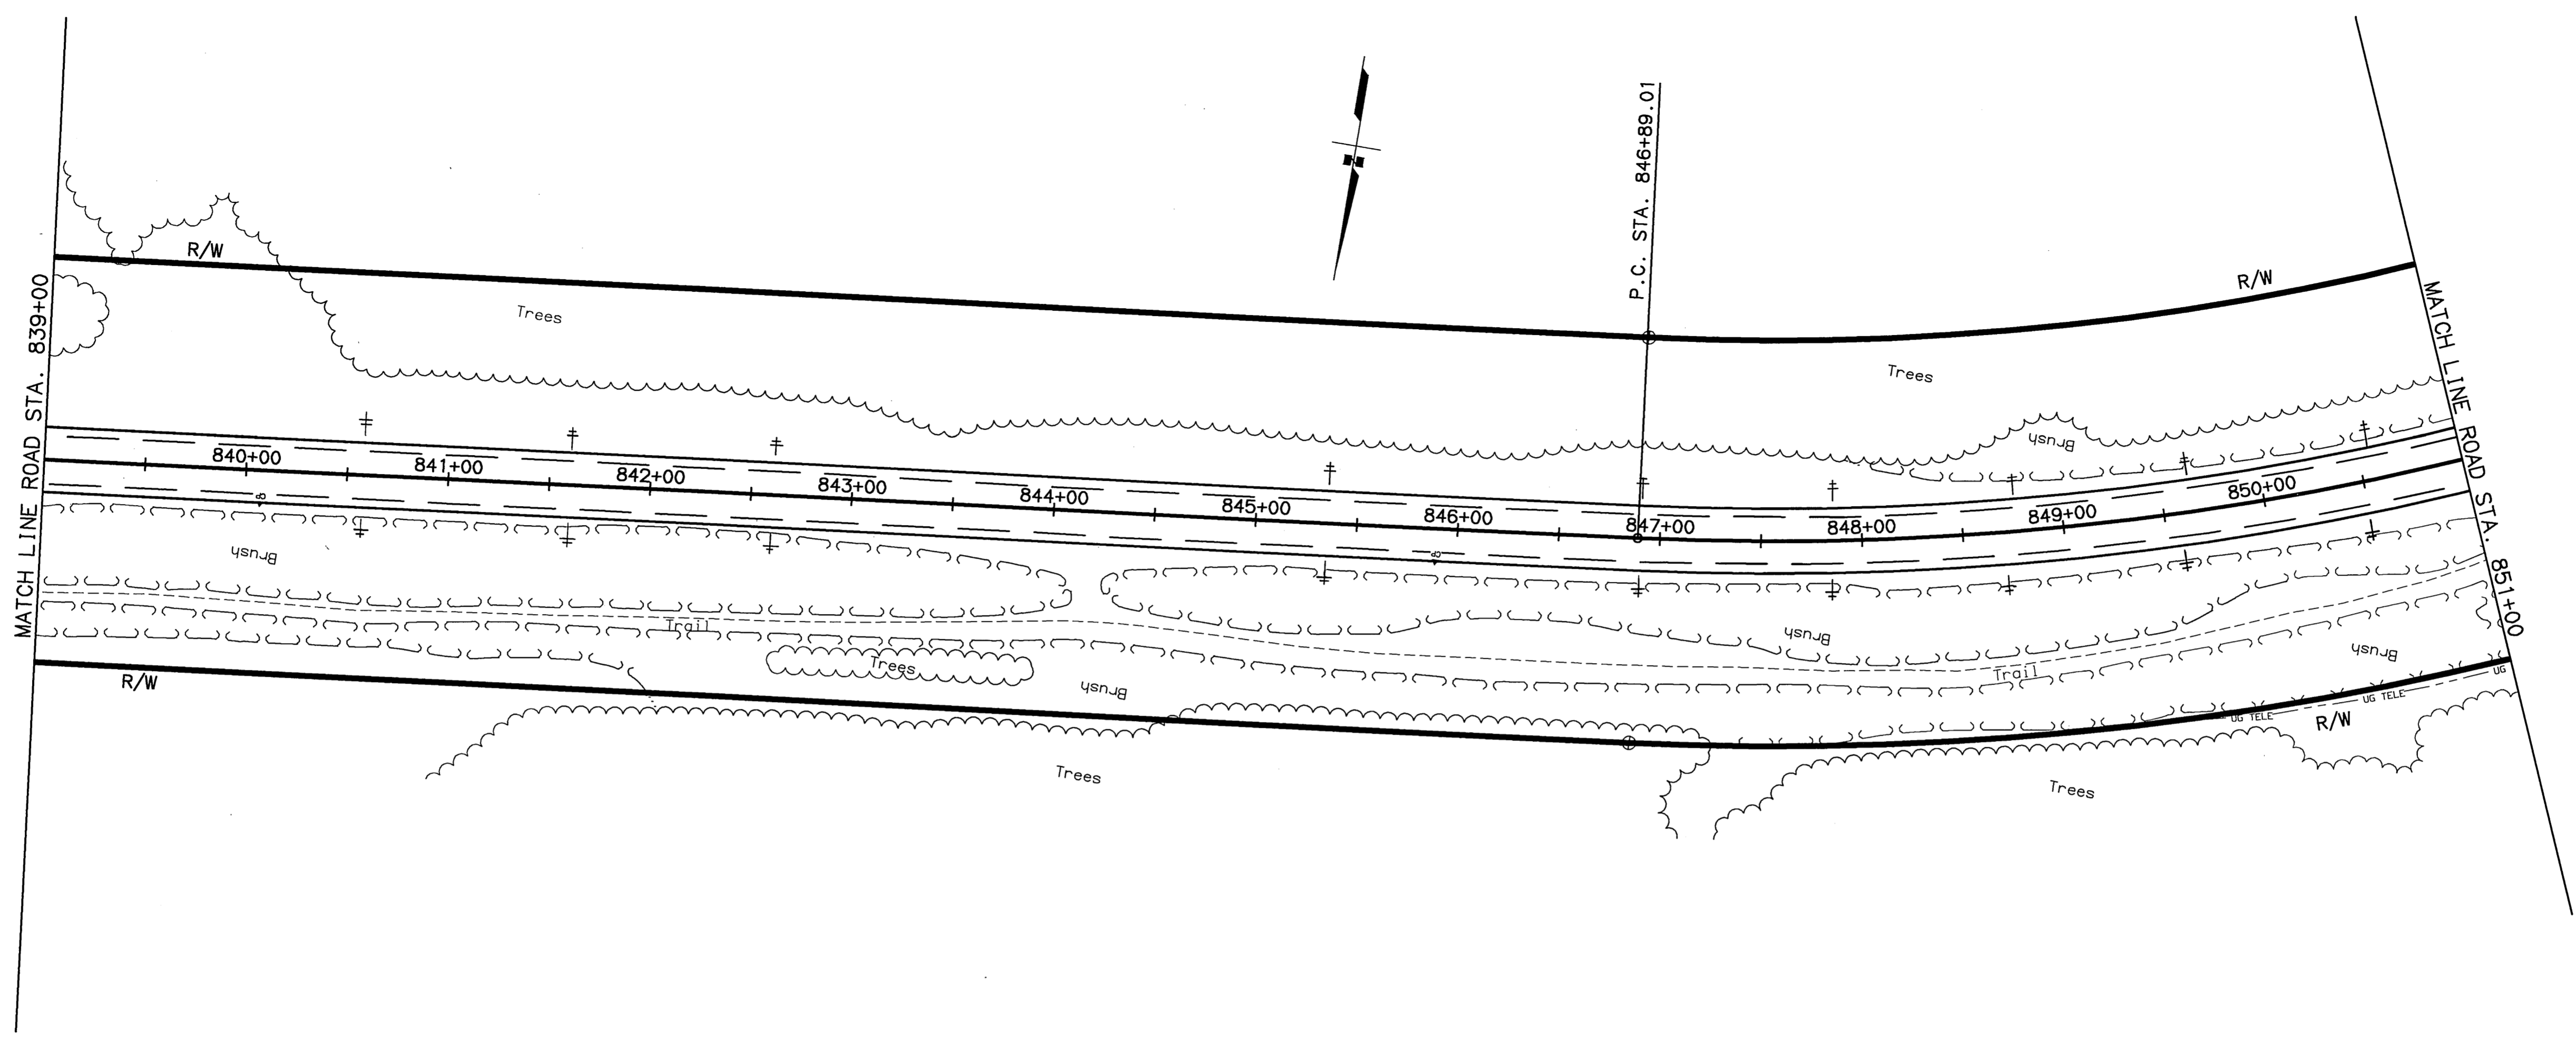 MATCH LINE ROAD STA. 839+00
R/W
Trees
P.C. STA. 846+89.01
R/W
Trees
MATCH LINE ROAD STA. 851+00
Brush
840+00
841+00
842+00
843+00
844+00
845+00
846+00
847+00
848+00
849+00
850+00
Brush
Trail
Trees
Brush
Brush
Trail
Brush
R/W
UG TELE
UG TELE
UG
R/W
Trees
Trees